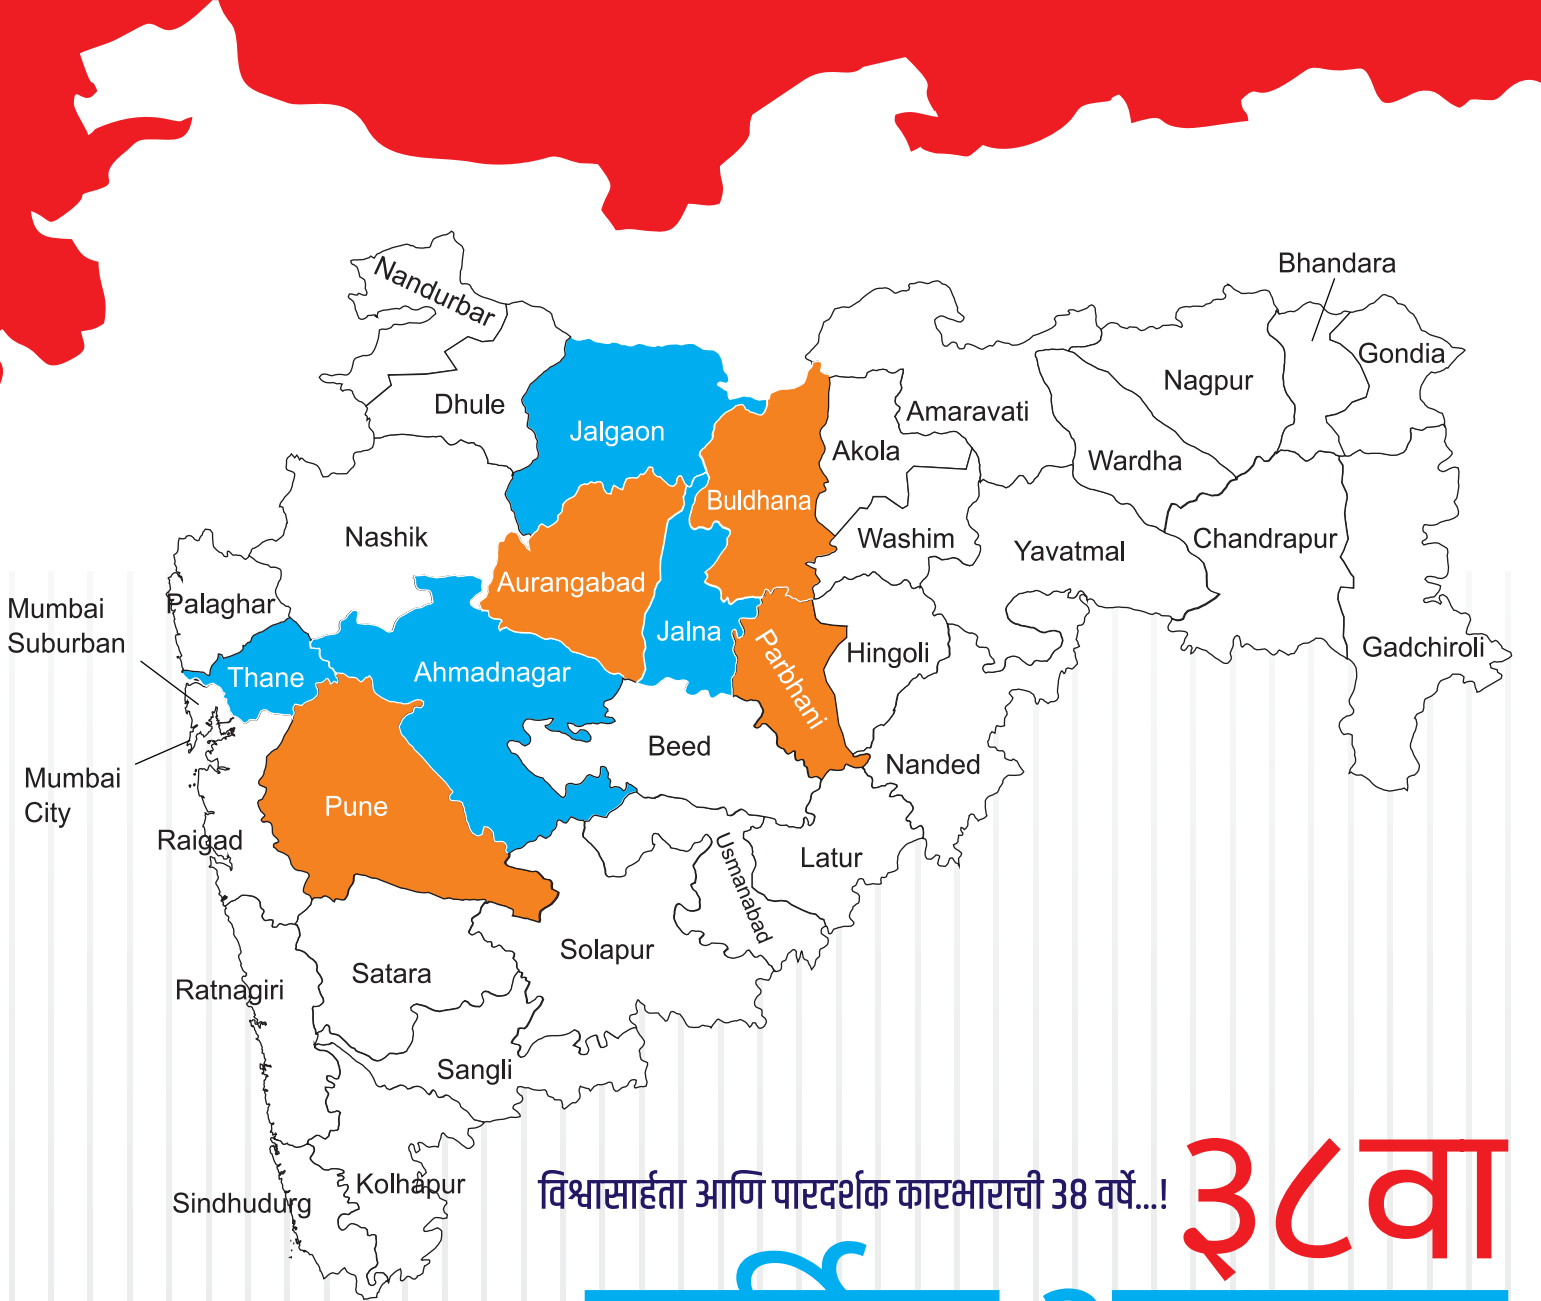 Bhandara
Nandurbar
Gondia
Nagpur
Dhule
Amaravati
Jalgaon
Akola
Wardha
Buldhana
Nashik
Washim
Yavatmal
Chandrapur
Aurangabad
Palaghar
Mumbai
Suburban
Jalna
Parbhani
Hingoli
Gadchiroli
Thane
Ahmadnagar
Beed
Nanded
Mumbai
City
Pune
Raigad
Usmanabad
Latur
Solapur
Satara
Ratnagiri
Sangli
Kolhapur
Sindhudurg
विश्वासार्हता आणि पारदर्शक कारभाराची 38 वर्षे...!
३८वा